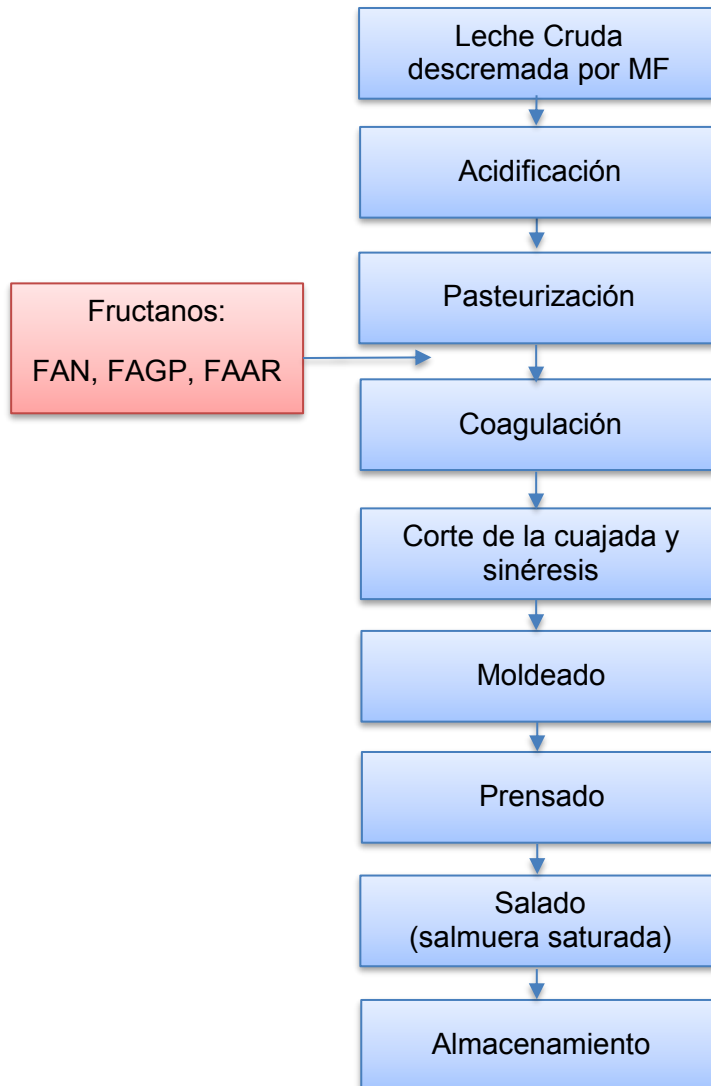 Leche Cruda
descremada por MF
Acidificación
Pasteurización
Fructanos:
FAN, FAGP, FAAR
Coagulación
Corte de la cuajada y
sinéresis
Moldeado
Prensado
Salado
(salmuera saturada)
Almacenamiento